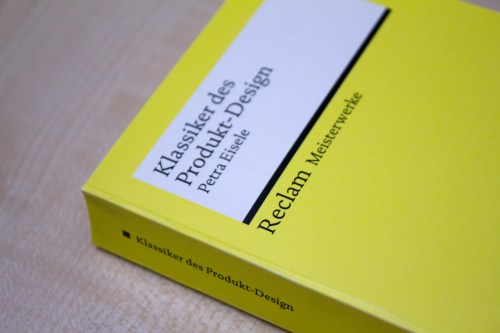 Klassiker des
Produkt-Design
Petra Eisele
Reclam Meisterwerke
Klassiker des Produkt-Design